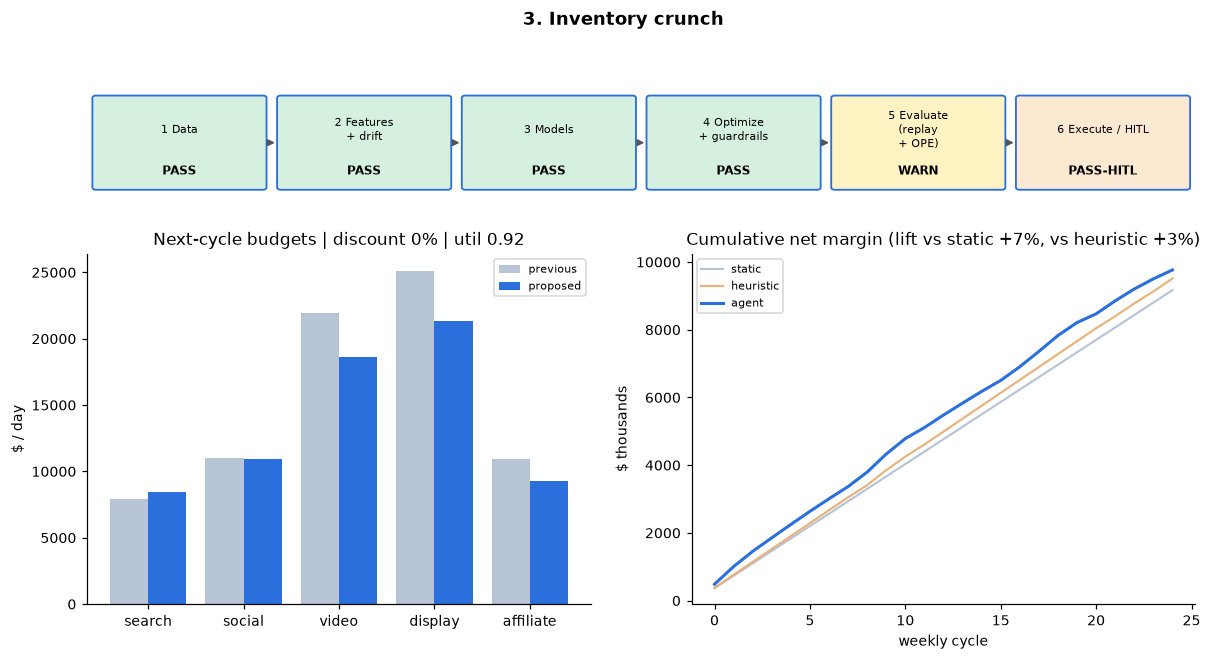 3. Inventory crunch
1 Data
PASS
2 Features
+ drift
PASS
3 Models
PASS
4 Optimize
+ guardrails
PASS
5 Evaluate
(replay
+ OPE)
WARN
6 Execute / HITL
PASS-HITL
Next-cycle budgets | discount 0% | util 0.92
previous
proposed
$ / day
25000
20000
15000
10000
5000
0
search
social
video
display
affiliate
Cumulative net margin (lift vs static +7%, vs heuristic +3%)
static
heuristic
agent
$ thousands
10000
8000
6000
4000
2000
0
0
5
10
15
20
25
weekly cycle